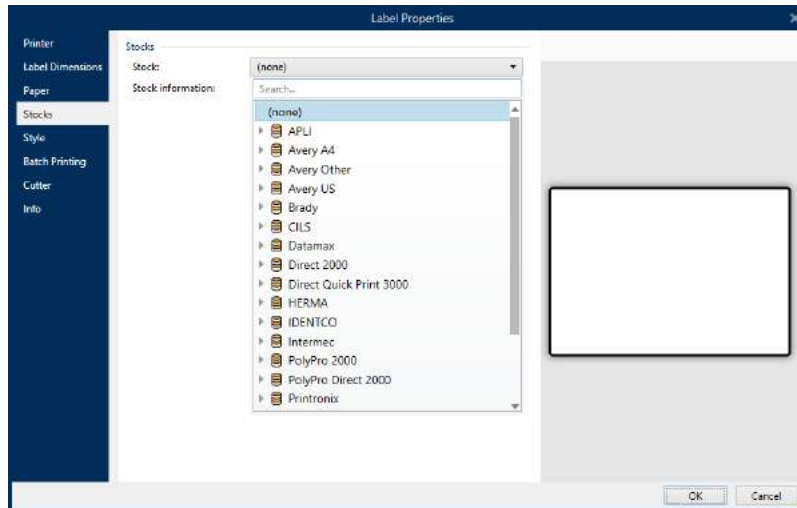 Label Properties
Printer
Label Dimensions
Paper
Stocks
Style
Batch Printing
Cutter
Info
Stocks
Stock: (none)
Stock information: Search...
(none)
APLI
Avery A4
Avery Other
Avery US
Brady
CILS
Datamax
Direct 2000
Direct Quick Print 3000
HERMA
IDENTCO
Intermec
PolyPro 2000
PolyPro Direct 2000
Printronix
OK Cancel